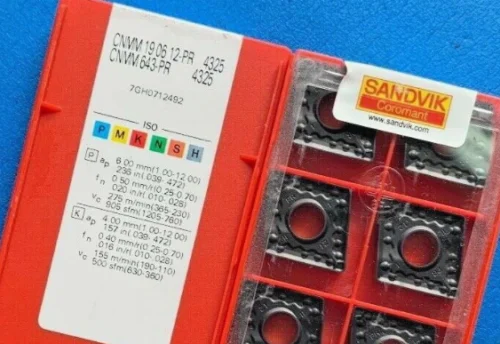 CNMM 19 06 12-PR 4325
CNMM 643-PR 4325
7GH0712492
ISO
P M K N S H
P ap 6.00 mm(1.00-12.00)
.236 in(.039-.472)
fn 0.50 mm/r(0.25-0.70)
.020 in/r(.010-.028)
vc 275 m/min(365-230)
905 sfm(1205-760)
K ap 4.00 mm(1.00-12.00)
.157 in(.039-.472)
fn 0.40 mm/r(0.25-0.70)
.016 in/r(.010-.028)
vc 155 m/min(190-110)
500 sfm(630-360)
SANDVIK
Coromant
www.sandvik.com